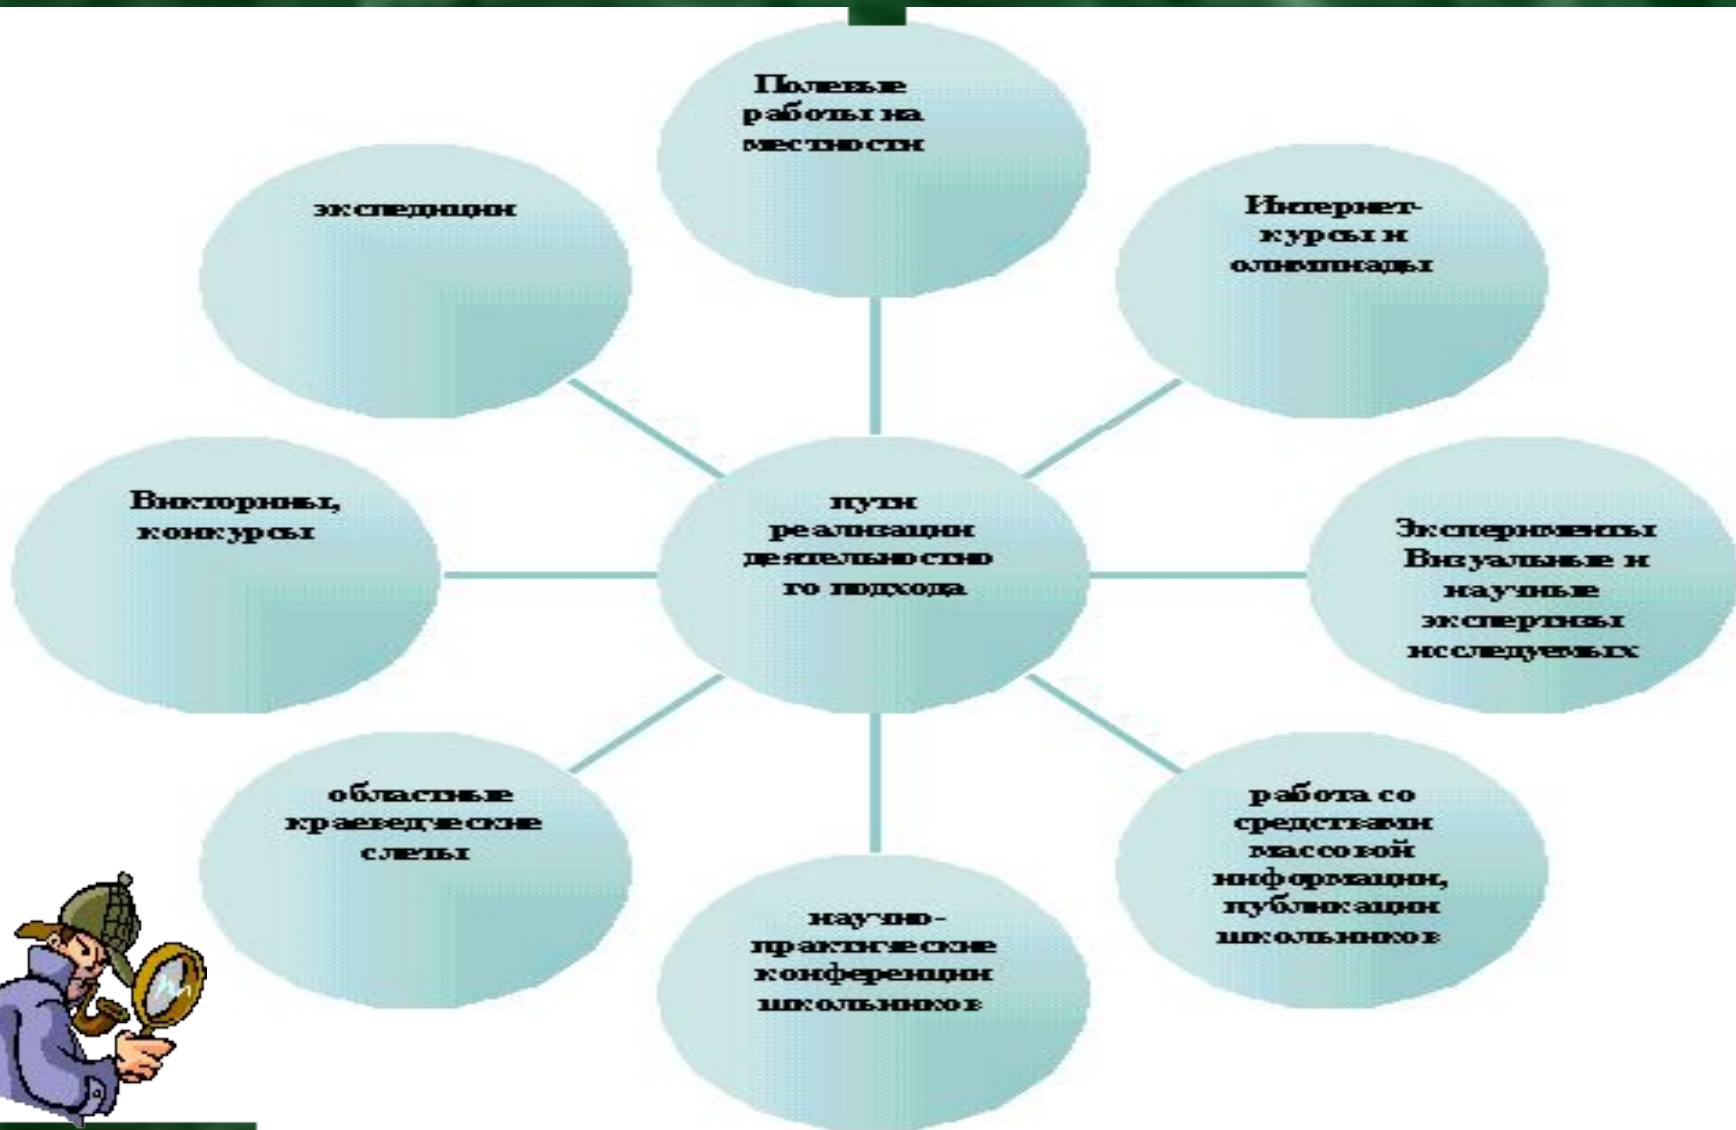 Полевые
работы на
местности
экспедиции
Интернет-
курсы и
олимпиады
Викторины,
конкурсы
пути
реализации
деятельностно
го подхода
Эксперименты
Визуальные и
научные
экспертизы
исследуемых
областные
краеведческие
слеты
работа со
средствами
массовой
информации,
публикации
школьников
научно-
практические
конференции
школьников